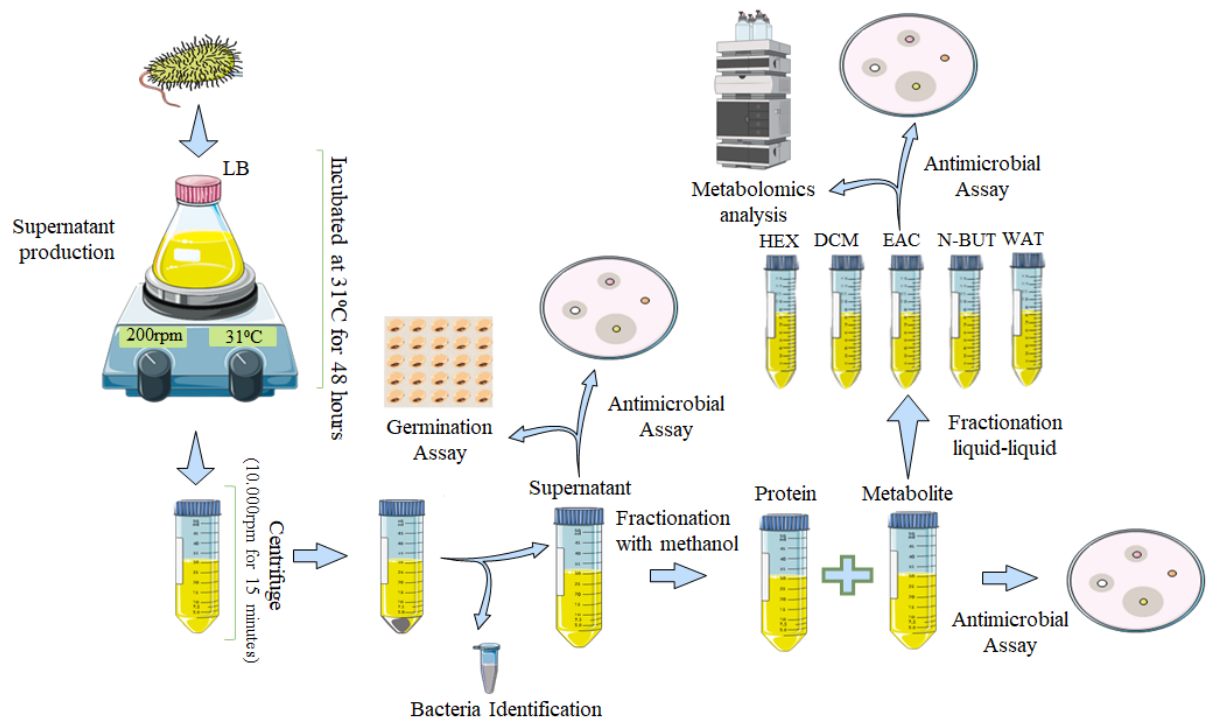 LB
Supernatant
production
200rpm
31ºC
Incubated at 31ºC for 48 hours
Centrifuge
(10.000rpm for 15 minutes)
Bacteria Identification
Supernatant
Germination
Assay
Antimicrobial
Assay
Fractionation
with methanol
Protein
Metabolite
Antimicrobial
Assay
Fractionation
liquid-liquid
HEX
DCM
EAC
N-BUT
WAT
Metabolomics
analysis
Antimicrobial
Assay